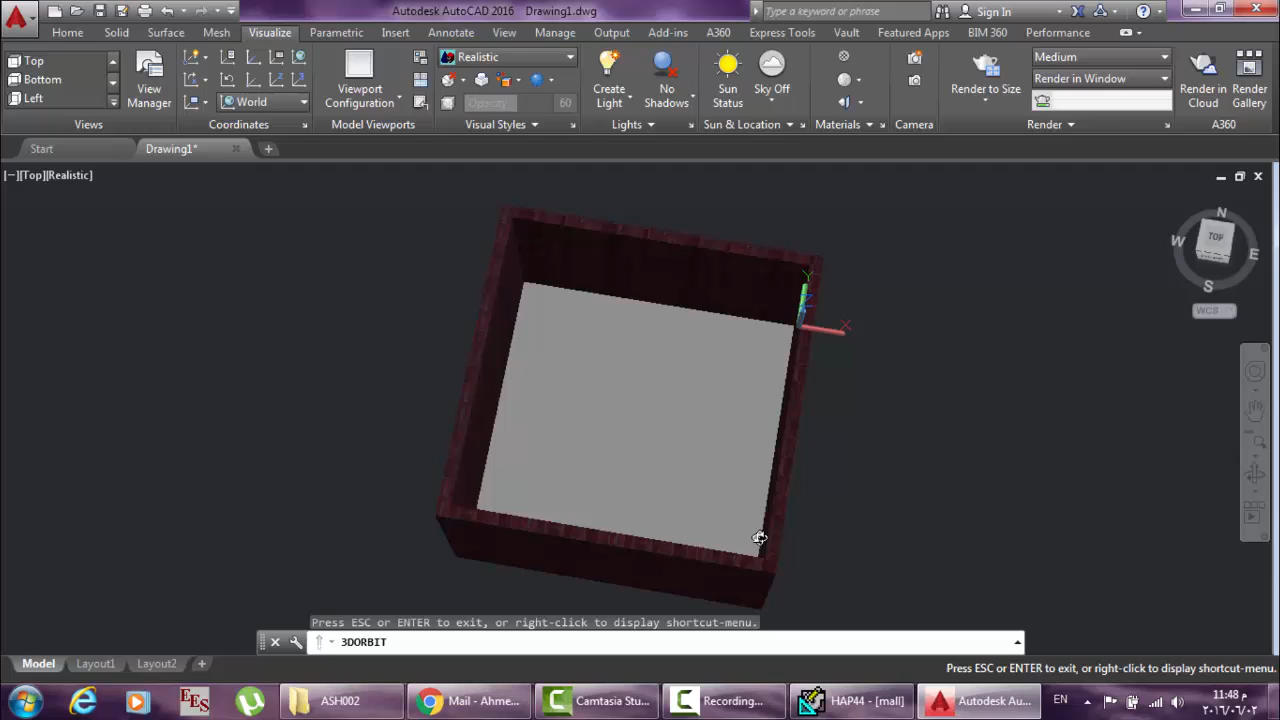 Autodesk AutoCAD 2016    Drawing1.dwg
Type a keyword or phrase
Sign In
Home Solid Surface Mesh Visualize Parametric Insert Annotate View Manage Output Add-ins A360 Express Tools Vault Featured Apps BIM 360 Performance
Top
Bottom
Left
View Manager
World
Viewport Configuration
Realistic
Opacity 60
Create Light
No Shadows
Sun Status
Sky Off
Render to Size
Medium
Render in Window
Render in Cloud
Render Gallery
Views Coordinates Model Viewports Visual Styles Lights Sun & Location Materials Camera Render A360
Start Drawing1*
[−][Top][Realistic]
N
W TOP E
S
WCS
Y
X
Press ESC or ENTER to exit, or right-click to display shortcut-menu.
3DORBIT
Model Layout1 Layout2
Press ESC or ENTER to exit, or right-click to display shortcut-menu.
EES
ASH002
Mail - Ahme...
Camtasia Stu...
Recording...
HAP44 - [mall]
Autodesk Au...
EN
11:48 م
٢٠١٦/٠٦/٠٢